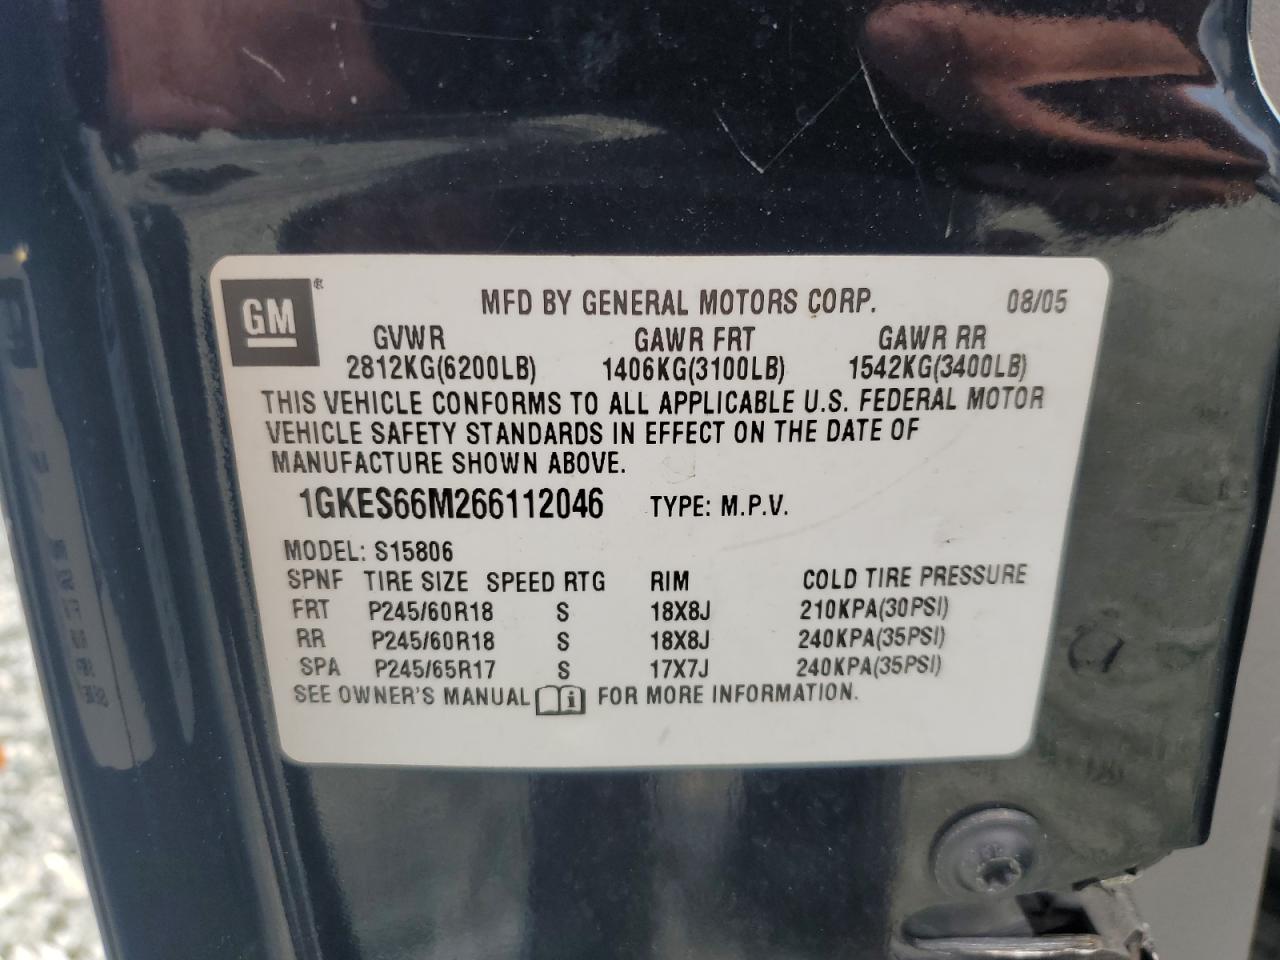 GM® MFD BY GENERAL MOTORS CORP. 08/05
GVWR GAWR FRT GAWR RR
2812KG(6200LB) 1406KG(3100LB) 1542KG(3400LB)
THIS VEHICLE CONFORMS TO ALL APPLICABLE U.S. FEDERAL MOTOR
VEHICLE SAFETY STANDARDS IN EFFECT ON THE DATE OF
MANUFACTURE SHOWN ABOVE.
1GKES66M266112046 TYPE: M.P.V.
MODEL: S15806
SPNF TIRE SIZE SPEED RTG RIM COLD TIRE PRESSURE
FRT P245/60R18 S 18X8J 210KPA(30PSI)
RR P245/60R18 S 18X8J 240KPA(35PSI)
SPA P245/65R17 S 17X7J 240KPA(35PSI)
SEE OWNER'S MANUAL i FOR MORE INFORMATION.